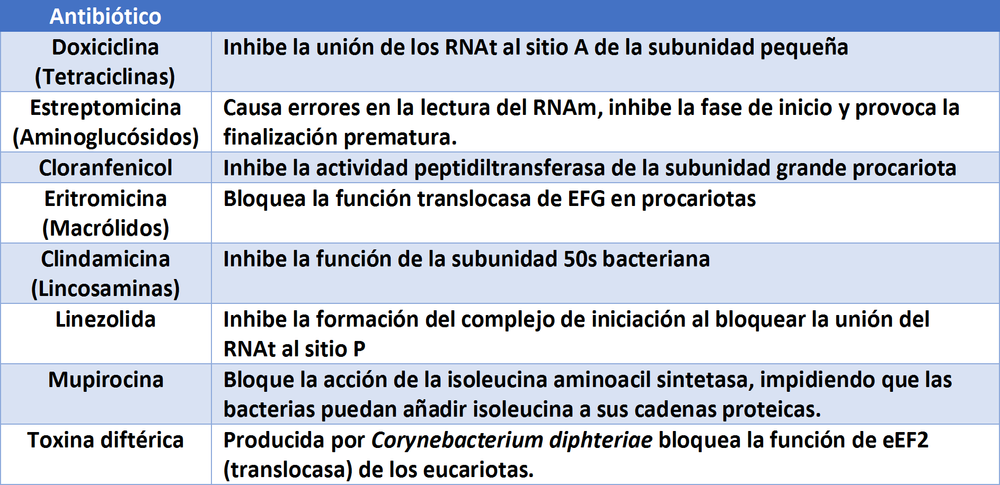 Antibiótico
Doxiciclina
(Tetraciclinas)
Inhibe la unión de los RNAt al sitio A de la subunidad pequeña
Estreptomicina
(Aminoglucósidos)
Causa errores en la lectura del RNAm, inhibe la fase de inicio y provoca la
finalización prematura.
Cloranfenicol
Inhibe la actividad peptidiltransferasa de la subunidad grande procariota
Eritromicina
(Macrólidos)
Bloquea la función translocasa de EFG en procariotas
Clindamicina
(Lincosaminas)
Inhibe la función de la subunidad 50s bacteriana
Linezolida
Inhibe la formación del complejo de iniciación al bloquear la unión del
RNAt al sitio P
Mupirocina
Bloque la acción de la isoleucina aminoacil sintetasa, impidiendo que las
bacterias puedan añadir isoleucina a sus cadenas proteicas.
Toxina diftérica
Producida por Corynebacterium diphteriae bloquea la función de eEF2
(translocasa) de los eucariotas.